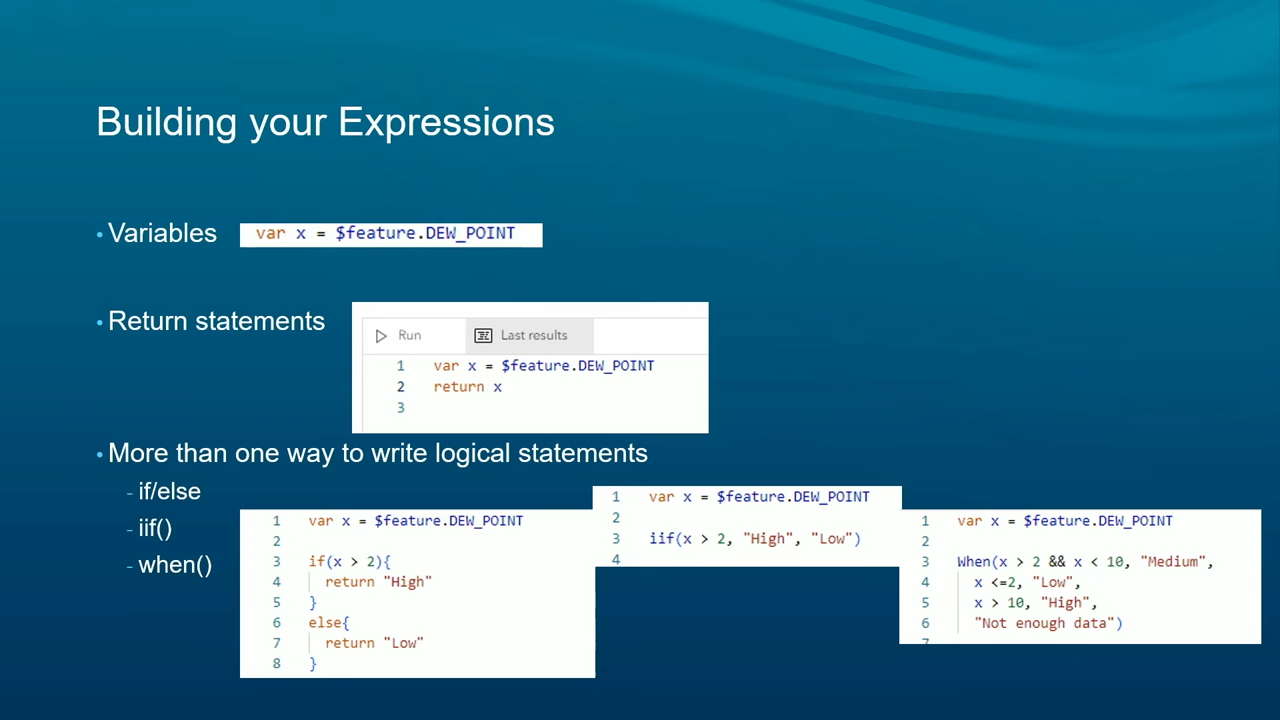 Building your Expressions
• Variables
var x = $feature.DEW_POINT
• Return statements
Run Last results
1 var x = $feature.DEW_POINT
2 return x
3
• More than one way to write logical statements
- if/else
- iif()
- when()
1 var x = $feature.DEW_POINT
2
3 if(x > 2){
4 return "High"
5 }
6 else{
7 return "Low"
8 }
1 var x = $feature.DEW_POINT
2
3 iif(x > 2, "High", "Low")
4
1 var x = $feature.DEW_POINT
2
3 When(x > 2 && x < 10, "Medium",
4 x <=2, "Low",
5 x > 10, "High",
6 "Not enough data")
7